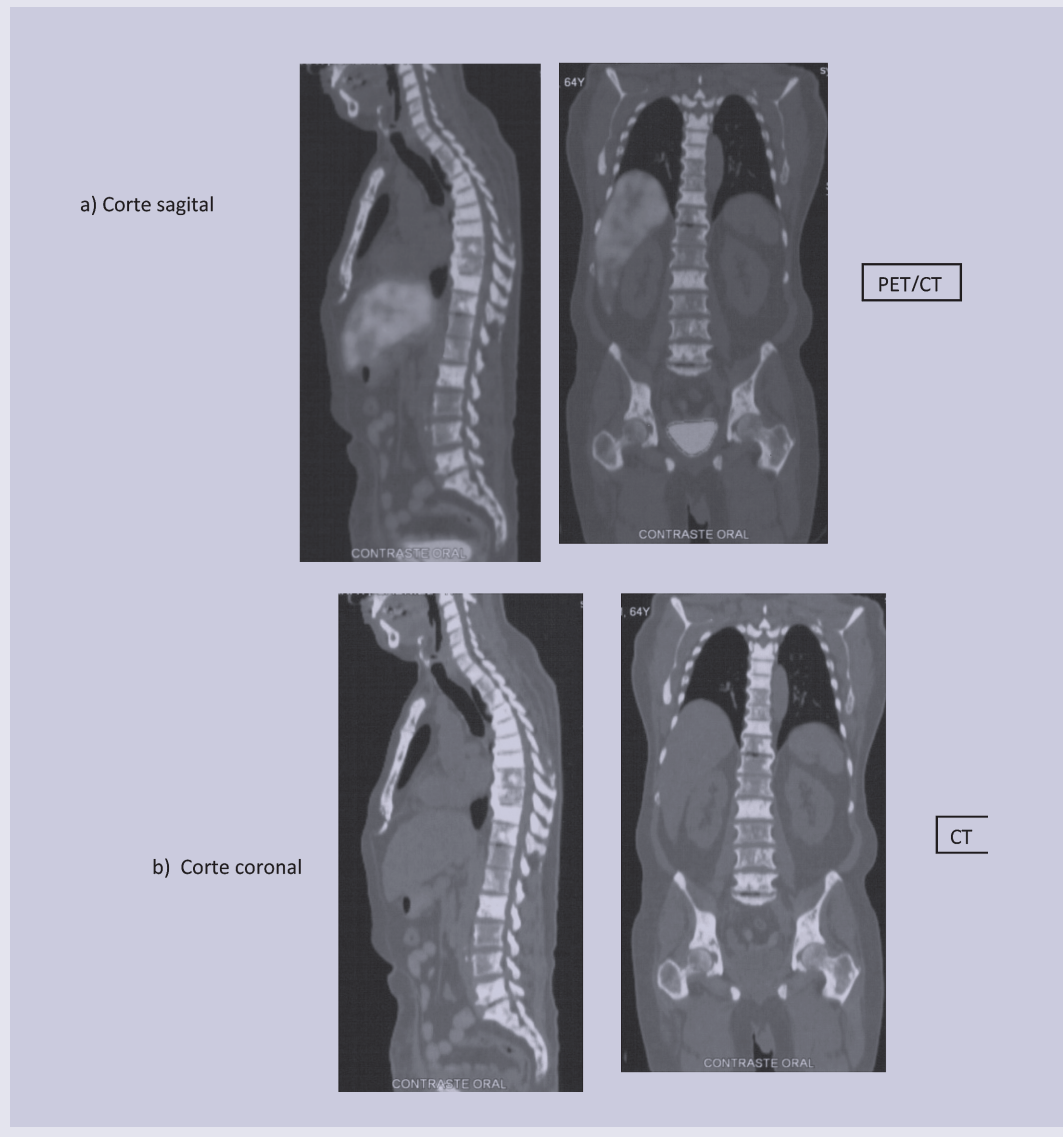 64Y
a) Corte sagital
PET/CT
CONTRASTE ORAL
CONTRASTE ORAL
64Y
CT
b) Corte coronal
CONTRASTE ORAL
CONTRASTE ORAL